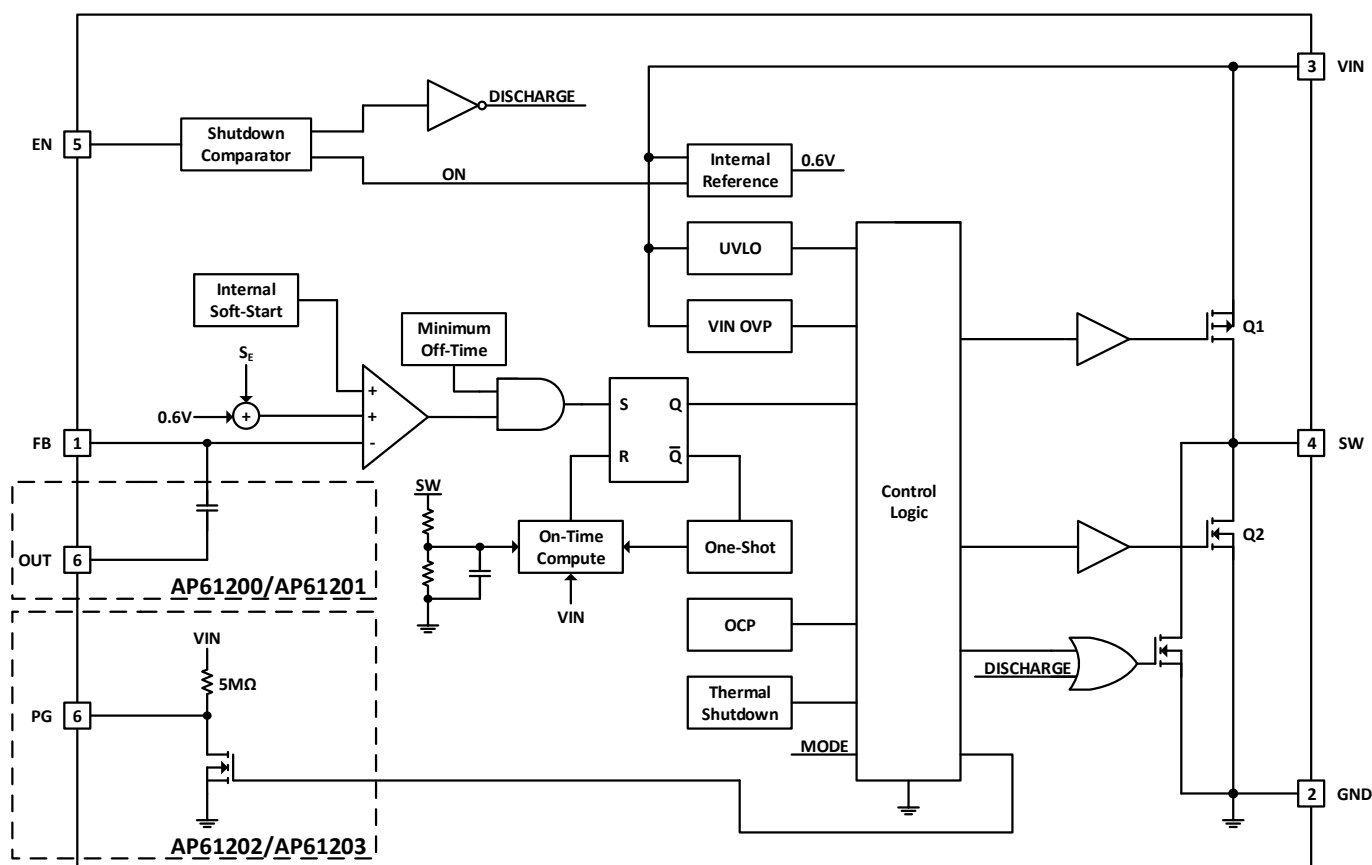 3 VIN
DISCHARGE
EN 5
Shutdown
Comparator
Internal
Reference
0.6V
ON
UVLO
Internal
Soft-Start
VIN OVP
Minimum
Off-Time
Q1
SE
+
+
0.6V
+
-
S Q
FB 1
4 SW
R Q̅
SW
Control
Logic
On-Time
Compute
One-Shot
Q2
OUT 6
AP61200/AP61201
VIN
OCP
VIN
5MΩ
DISCHARGE
PG 6
Thermal
Shutdown
MODE
2 GND
AP61202/AP61203